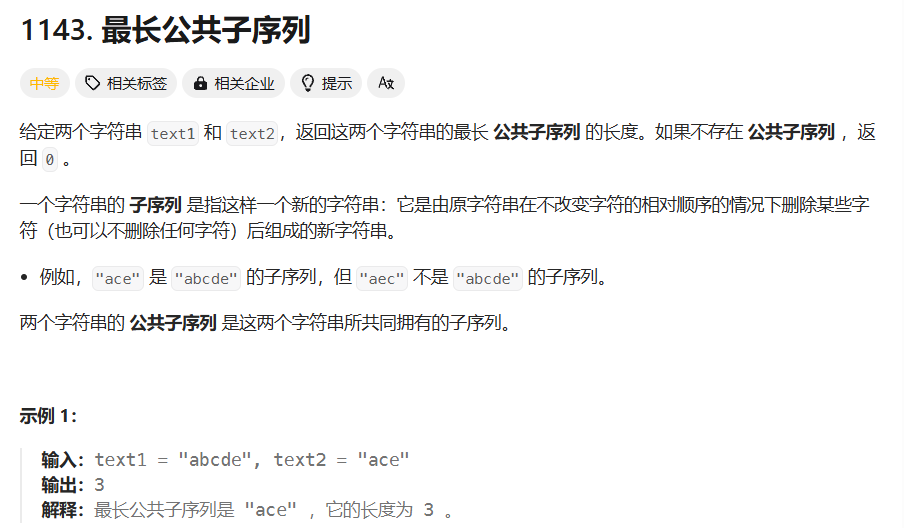 1143. 最长公共子序列
中等 相关标签 相关企业 提示 Aあ
给定两个字符串 text1 和 text2，返回这两个字符串的最长 公共子序列 的长度。如果不存在 公共子序列 ，返
回 0 。
一个字符串的 子序列 是指这样一个新的字符串：它是由原字符串在不改变字符的相对顺序的情况下删除某些字
符（也可以不删除任何字符）后组成的新字符串。
• 例如，"ace" 是 "abcde" 的子序列，但 "aec" 不是 "abcde" 的子序列。
两个字符串的 公共子序列 是这两个字符串所共同拥有的子序列。
示例 1：
输入：text1 = "abcde", text2 = "ace"
输出：3
解释：最长公共子序列是 "ace" ，它的长度为 3 。